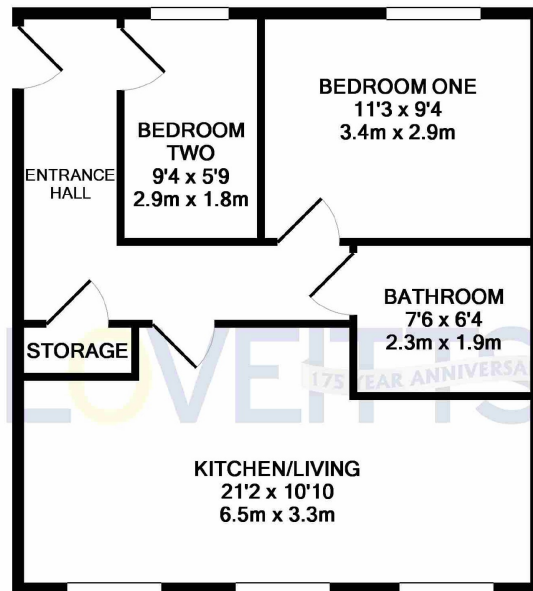 BEDROOM ONE
11'3 x 9'4
3.4m x 2.9m
BEDROOM
TWO
9'4 x 5'9
2.9m x 1.8m
ENTRANCE
HALL
BATHROOM
7'6 x 6'4
2.3m x 1.9m
STORAGE
LOVEITTS
175 YEAR ANNIVERSA
KITCHEN/LIVING
21'2 x 10'10
6.5m x 3.3m